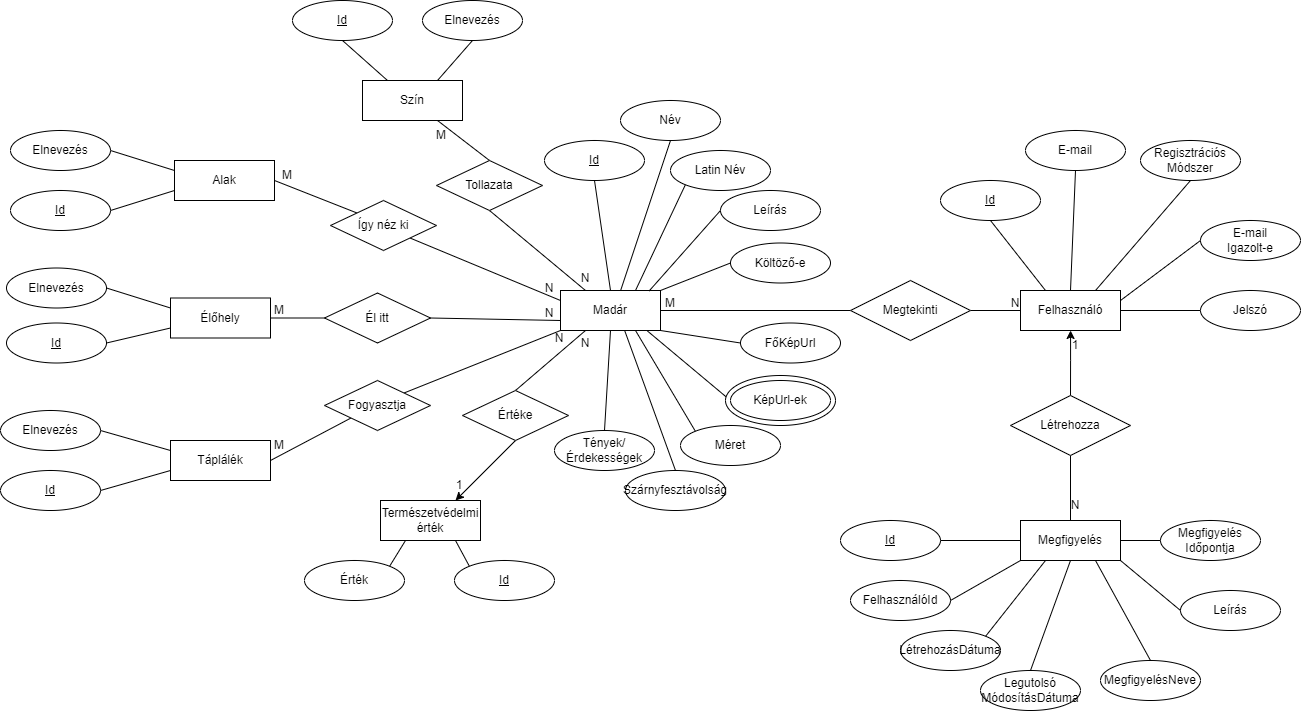 Id
Elnevezés
Szín
M
Tollazata
N
Elnevezés
Id
Alak
M
Így néz ki
N
Elnevezés
Id
Élőhely
M
Él itt
N
Elnevezés
Id
Táplálék
M
Fogyasztja
N
Értéke
N
1
Természetvédelmi
érték
Érték
Id
Madár
Id
Név
Latin Név
Leírás
Költöző-e
FőKépUrl
KépUrl-ek
Méret
Szárnyfesztávolság
Tények/
Érdekességek
M
Megtekinti
N
Felhasználó
Id
E-mail
Regisztrációs
Módszer
E-mail
Igazolt-e
Jelszó
1
Létrehozza
N
Megfigyelés
Id
FelhasználóId
LétrehozásDátuma
Legutolsó
MódosításDátuma
MegfigyelésNeve
Leírás
Megfigyelés
Időpontja